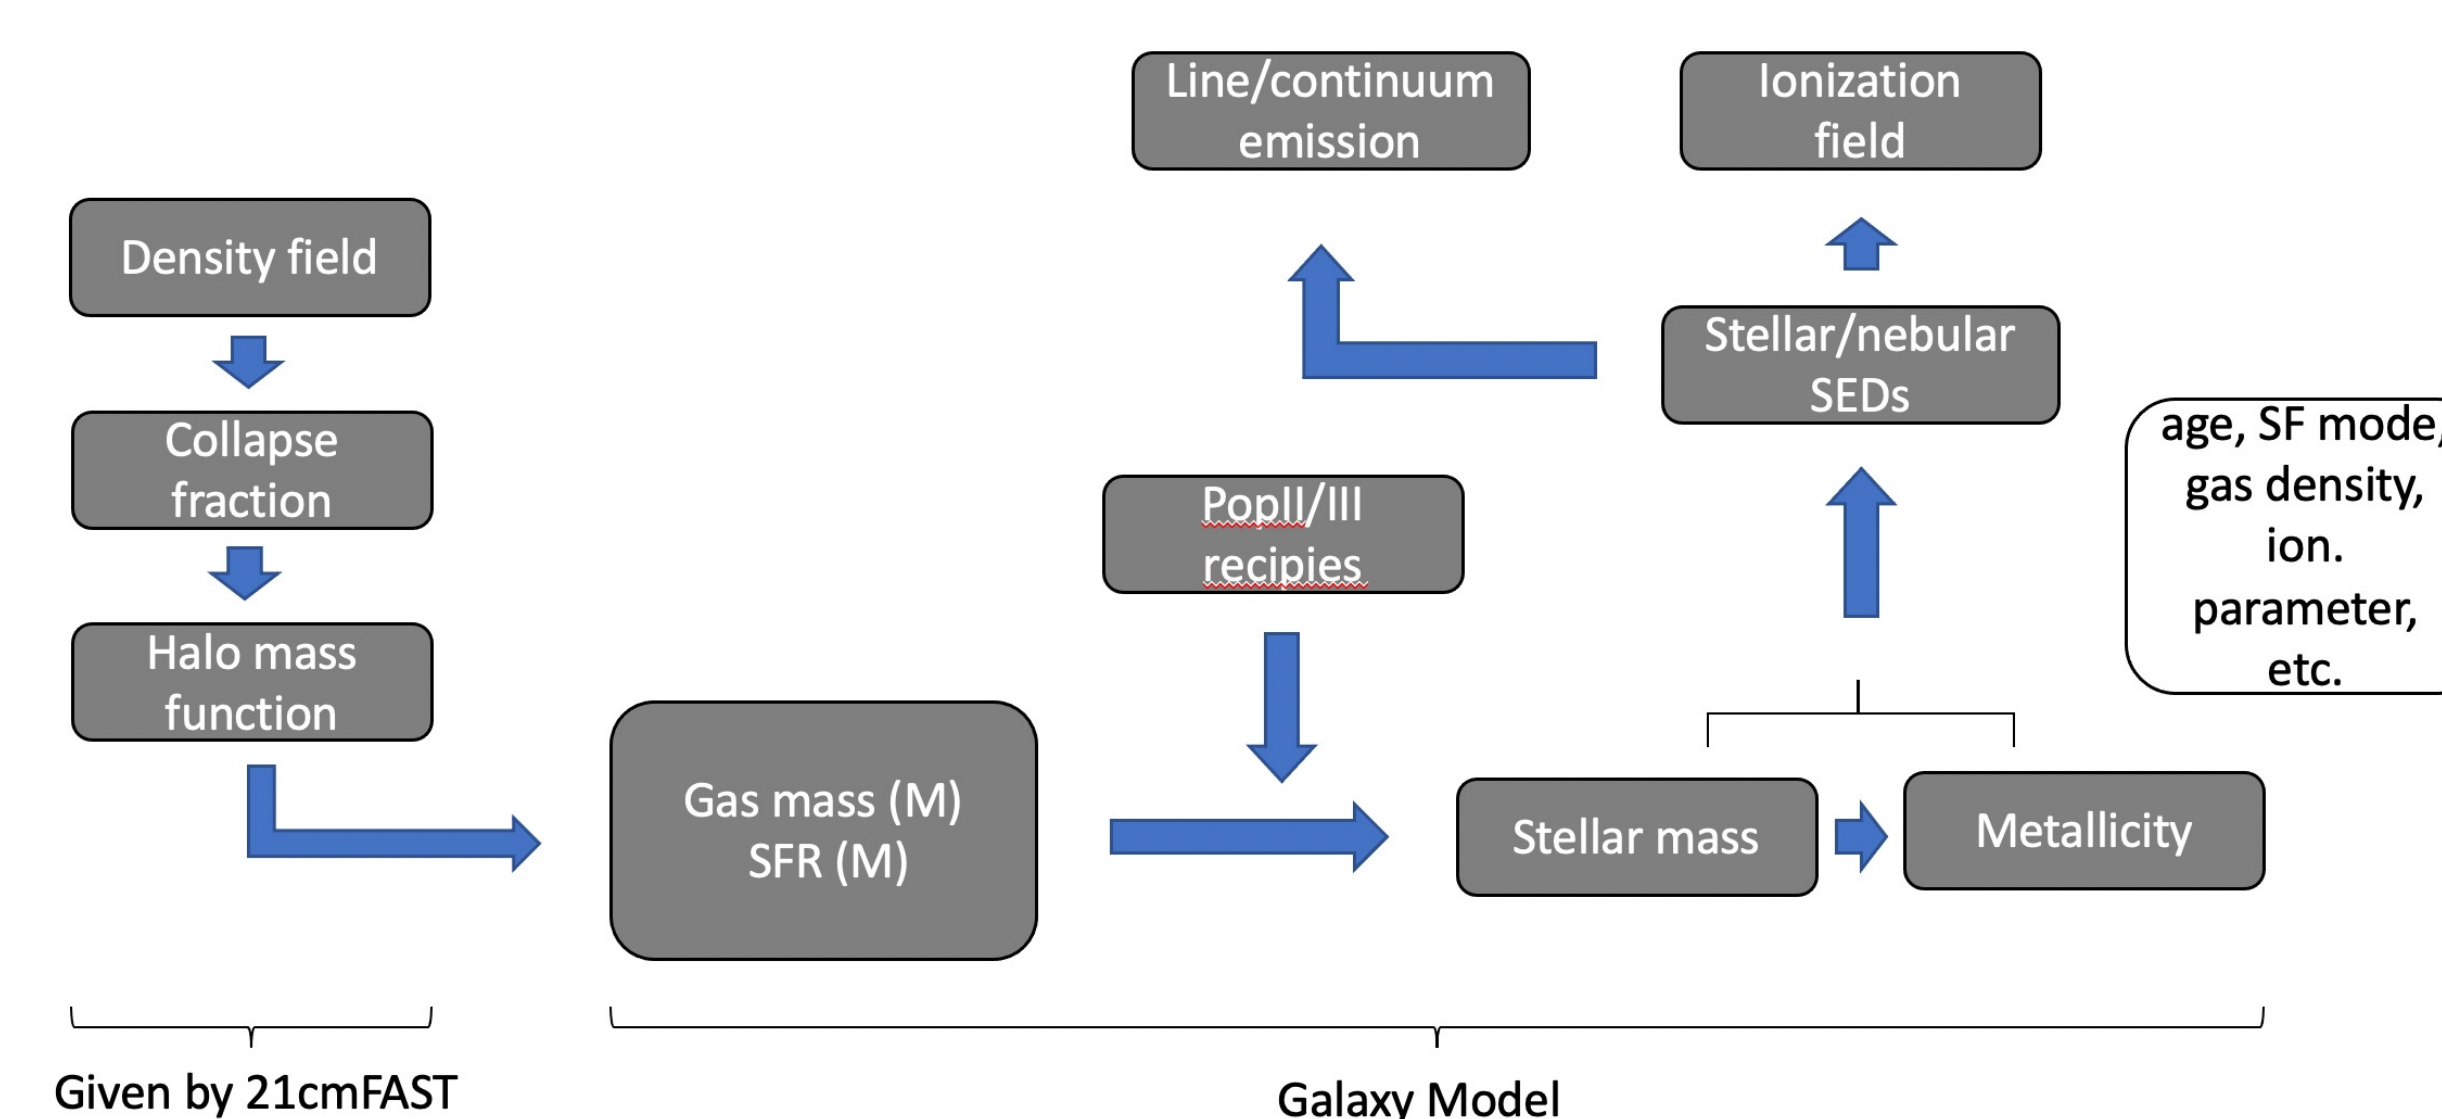 Line/continuum
emission
Ionization
field
Density field
Stellar/nebular
SEDs
Collapse
fraction
age, SF mode,
gas density,
ion.
parameter,
etc.
PopII/III
recipies
Halo mass
function
Gas mass (M)
SFR (M)
Stellar mass
Metallicity
Given by 21cmFAST
Galaxy Model